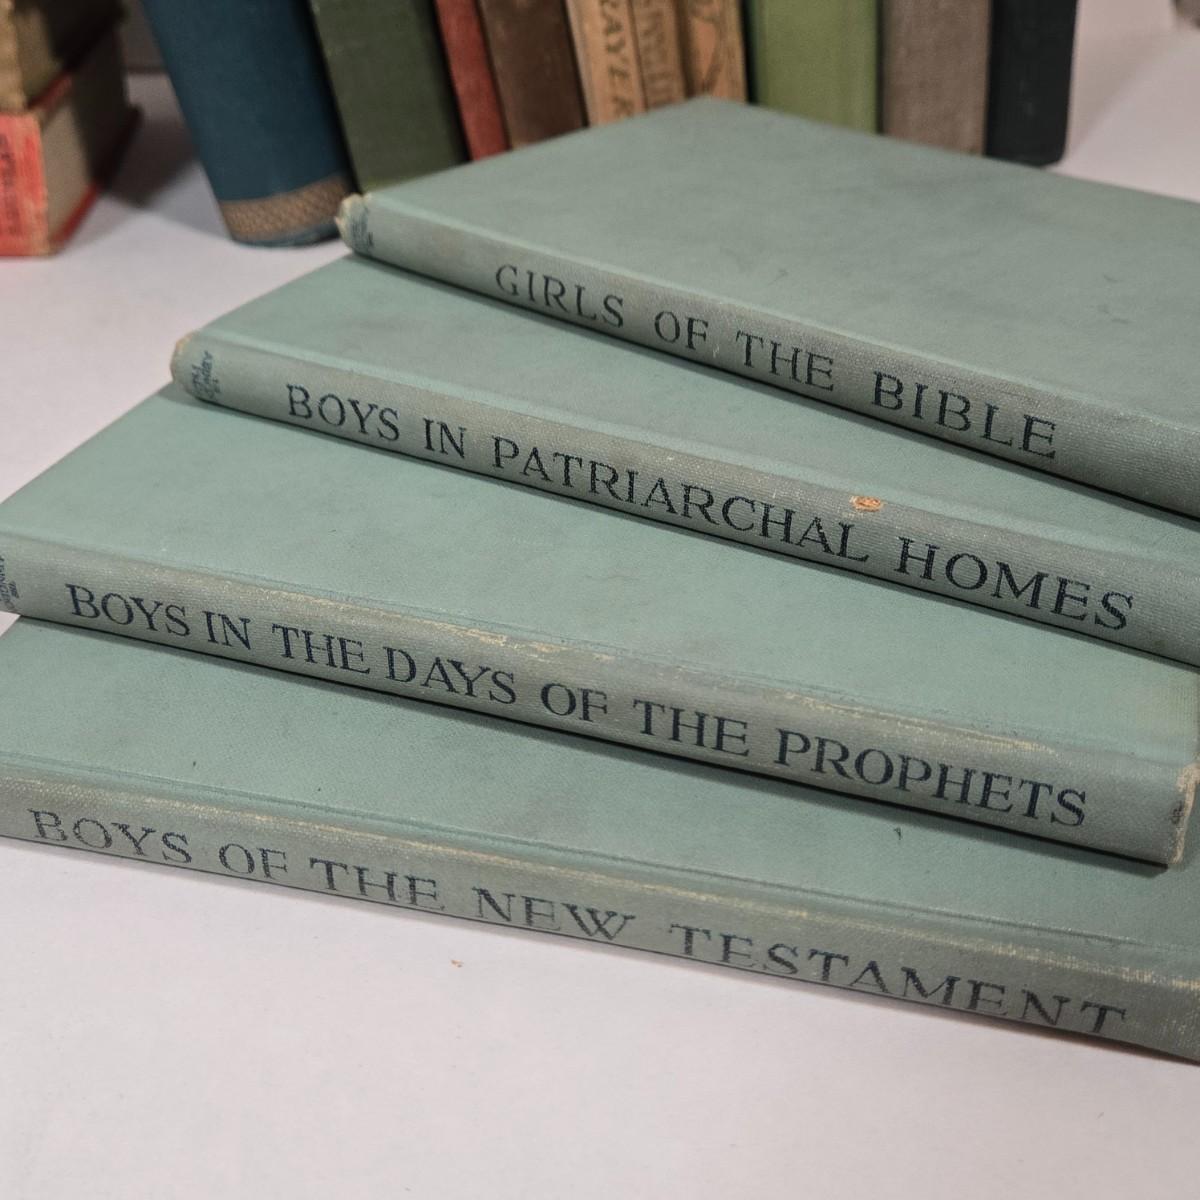 GIRLS OF THE BIBLE
BOYS IN PATRIARCHAL HOMES
BOYS IN THE DAYS OF THE PROPHETS
BOYS OF THE NEW TESTAMENT